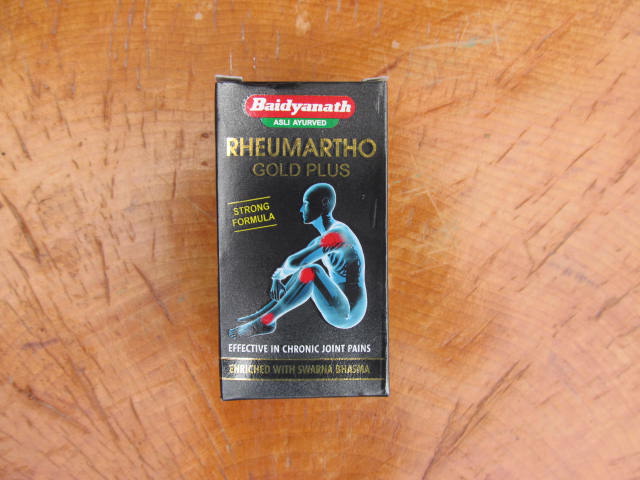 Baidyanath
ASLI AYURVED
RHEUMARTHO
GOLD PLUS
STRONG
FORMULA
EFFECTIVE IN CHRONIC JOINT PAINS
ENRICHED WITH SWARNA BHASMA